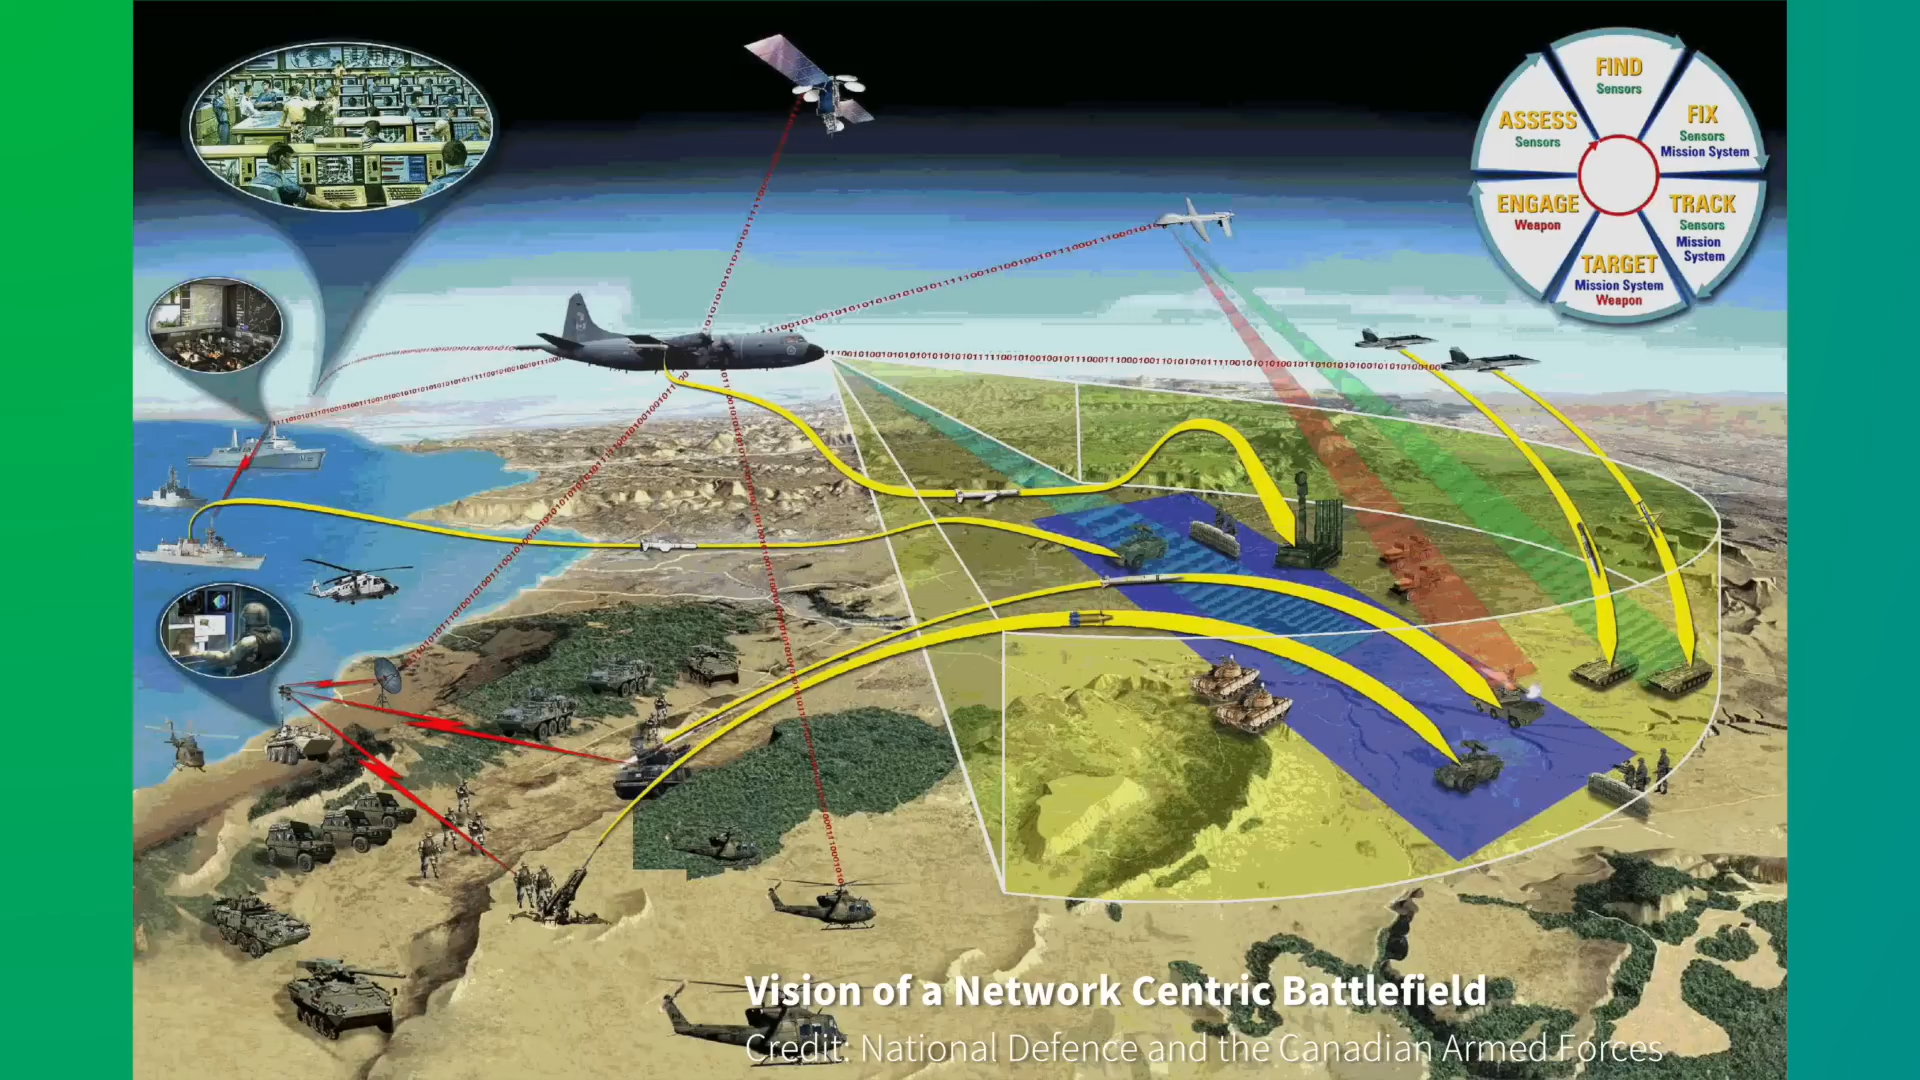 FIND
Sensors
FIX
Sensors
Mission System
TRACK
Sensors
Mission
System
TARGET
Mission System
Weapon
ENGAGE
Weapon
ASSESS
Sensors
Vision of a Network Centric Battlefield
Credit: National Defence and the Canadian Armed Forces